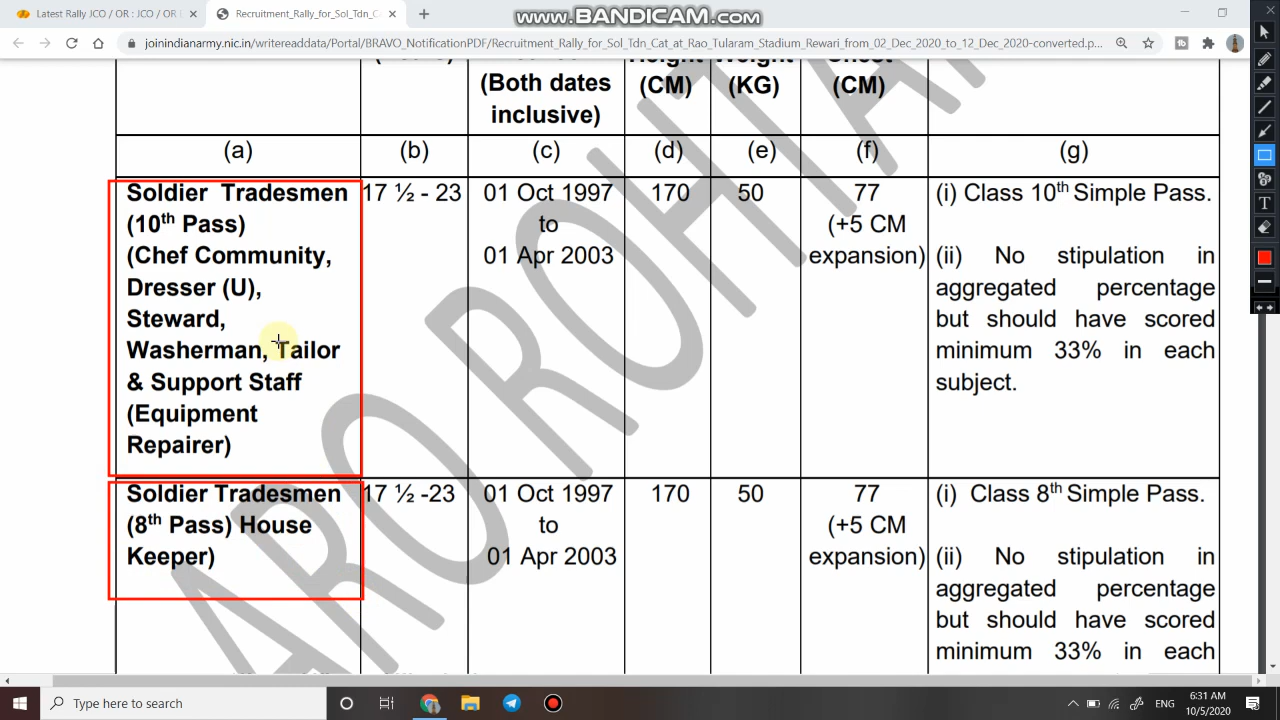 www.BANDICAM.com
Latest Rally JCO / OR : JCO / OR
Recruitment_Rally_for_Sol_Tdn_C
joinindianarmy.nic.in/writereaddata/Portal/BRAVO_NotificationPDF/Recruitment_Rally_for_Sol_Tdn_Cat_at_Rao_Tularam_Stadium_Rewari_from_02_Dec_2020_to_12_Dec_2020-converted.p...
(Both dates inclusive)
Height (CM)
Weight (KG)
Chest (CM)
(a) (b) (c) (d) (e) (f) (g)
Soldier Tradesmen
(10th Pass)
(Chef Community,
Dresser (U),
Steward,
Washerman, Tailor
& Support Staff
(Equipment
Repairer)
17 ½ - 23
01 Oct 1997
to
01 Apr 2003
170
50
77
(+5 CM
expansion)
(i) Class 10th Simple Pass.
(ii) No stipulation in
aggregated percentage
but should have scored
minimum 33% in each
subject.
Soldier Tradesmen
(8th Pass) House
Keeper)
17 ½ -23
01 Oct 1997
to
01 Apr 2003
170
50
77
(+5 CM
expansion)
(i) Class 8th Simple Pass.
(ii) No stipulation in
aggregated percentage
but should have scored
minimum 33% in each
ARO ROHTA
ARO
Type here to search
ENG
6:31 AM
10/5/2020